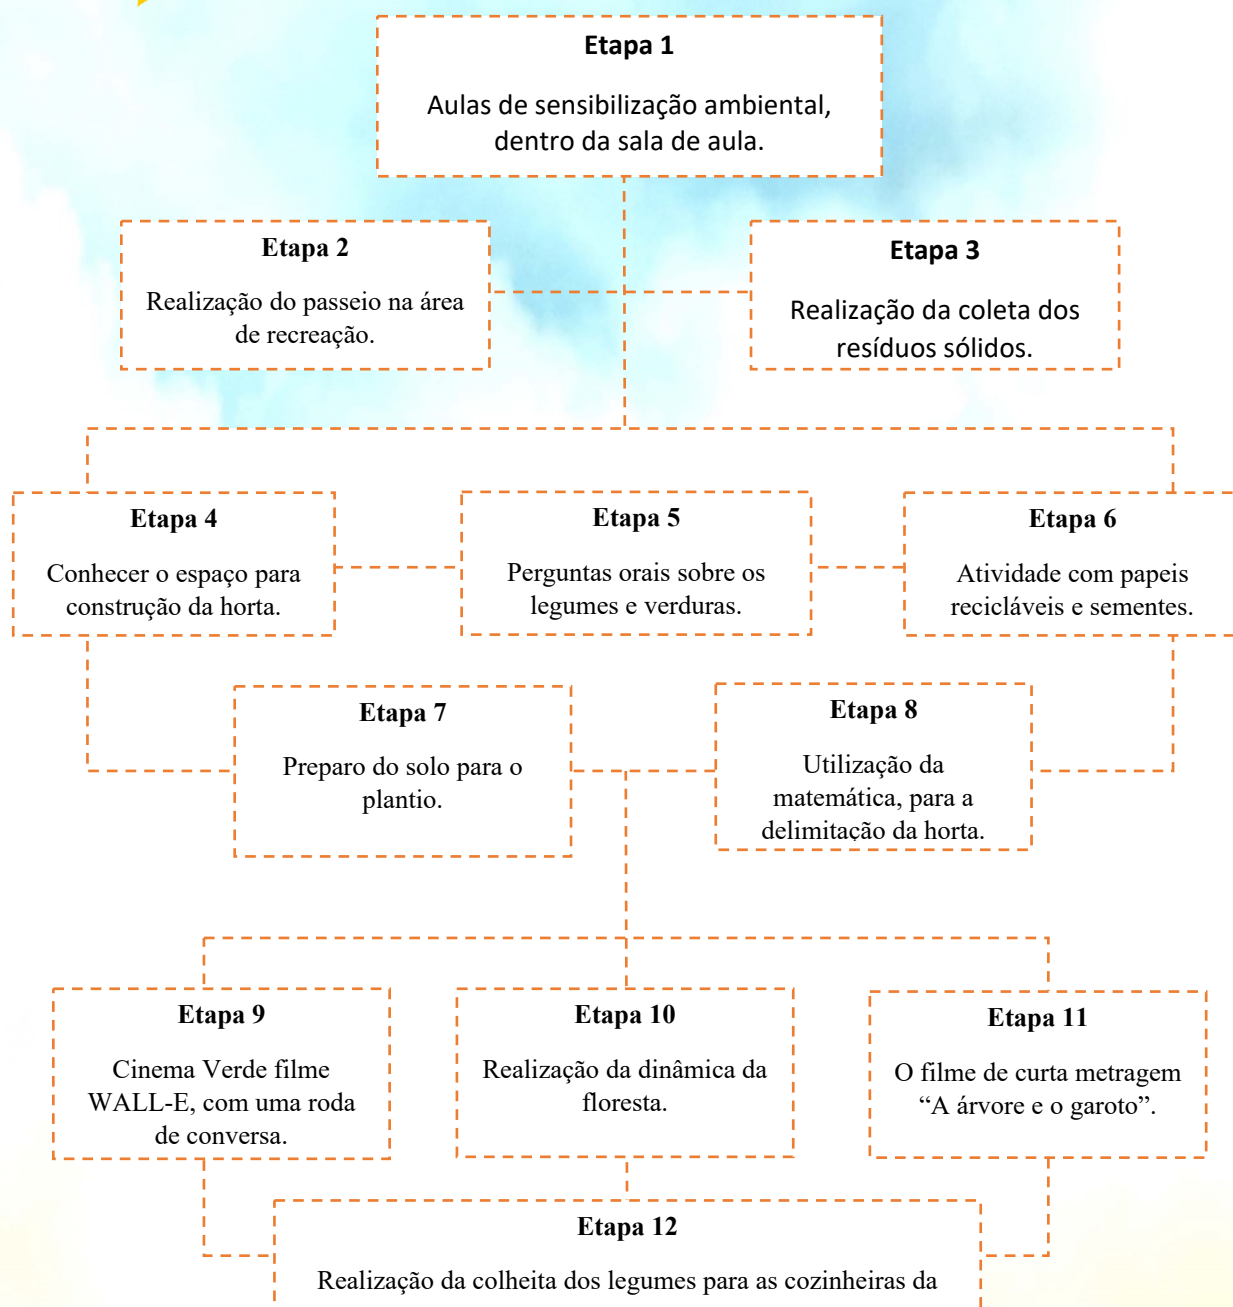 Etapa 1
Aulas de sensibilização ambiental,
dentro da sala de aula.
Etapa 2
Realização do passeio na área
de recreação.
Etapa 3
Realização da coleta dos
resíduos sólidos.
Etapa 4
Conhecer o espaço para
construção da horta.
Etapa 5
Perguntas orais sobre os
legumes e verduras.
Etapa 6
Atividade com papeis
recicláveis e sementes.
Etapa 7
Preparo do solo para o
plantio.
Etapa 8
Utilização da
matemática, para a
delimitação da horta.
Etapa 9
Cinema Verde filme
WALL-E, com uma roda
de conversa.
Etapa 10
Realização da dinâmica da
floresta.
Etapa 11
O filme de curta metragem
“A árvore e o garoto”.
Etapa 12
Realização da colheita dos legumes para as cozinheiras da